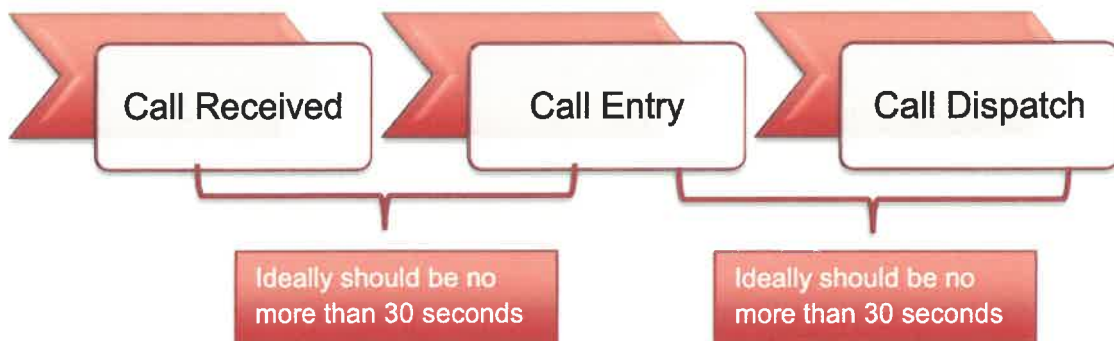 Call Received
Call Entry
Call Dispatch
Ideally should be no
more than 30 seconds
Ideally should be no
more than 30 seconds